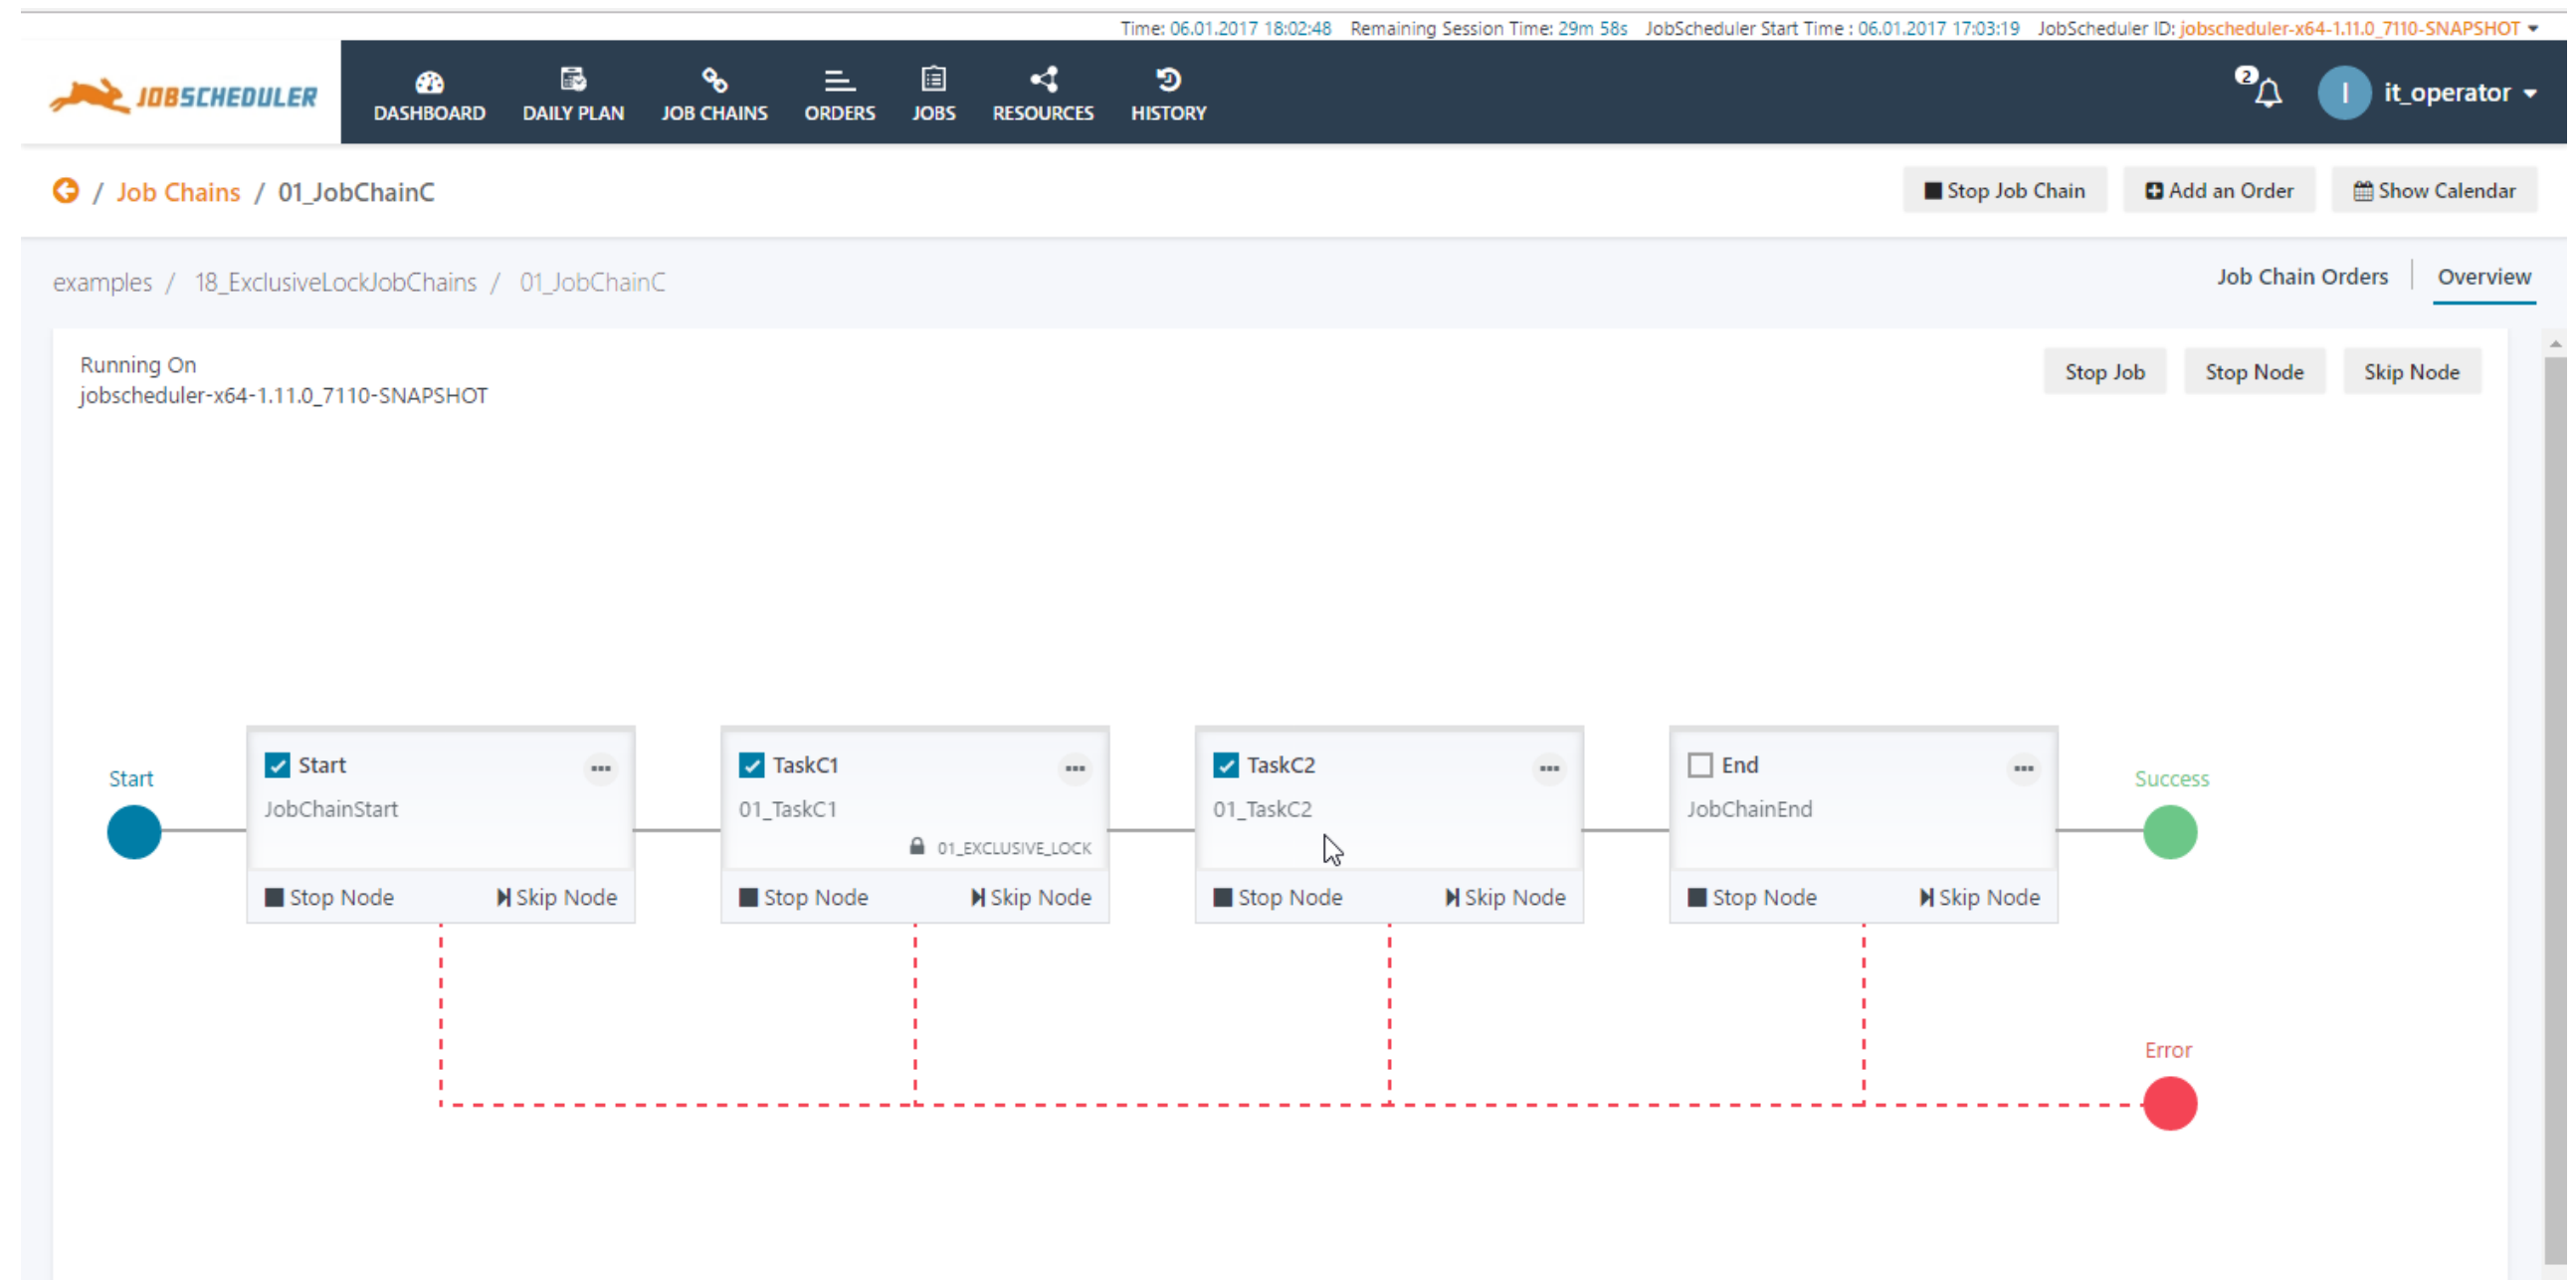 Time: 06.01.2017 18:02:48 Remaining Session Time: 29m 58s JobScheduler Start Time : 06.01.2017 17:03:19 JobScheduler ID: jobscheduler-x64-1.11.0_7110-SNAPSHOT
JOBSCHEDULER
DASHBOARD DAILY PLAN JOB CHAINS ORDERS JOBS RESOURCES HISTORY
2 I it_operator
/ Job Chains / 01_JobChainC
Stop Job Chain Add an Order Show Calendar
examples / 18_ExclusiveLockJobChains / 01_JobChainC
Job Chain Orders Overview
Running On
jobscheduler-x64-1.11.0_7110-SNAPSHOT
Stop Job Stop Node Skip Node
Start
Start
JobChainStart
Stop Node Skip Node
TaskC1
01_TaskC1
01_EXCLUSIVE_LOCK
Stop Node Skip Node
TaskC2
01_TaskC2
Stop Node Skip Node
End
JobChainEnd
Stop Node Skip Node
Success
Error